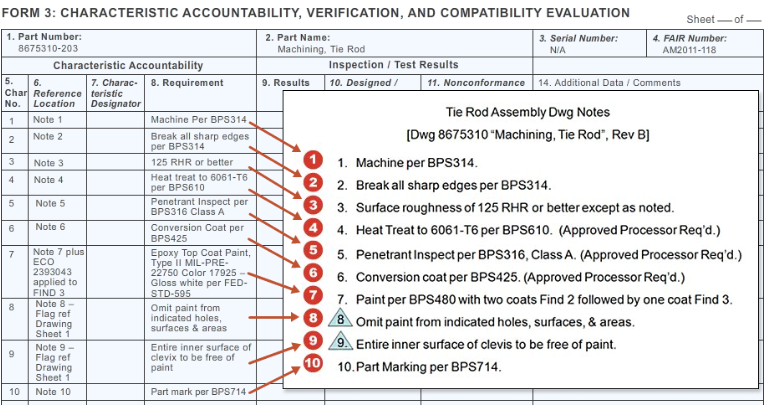 FORM 3: CHARACTERISTIC ACCOUNTABILITY, VERIFICATION, AND COMPATIBILITY EVALUATION
Sheet — of —
1. Part Number:
8675310-203
2. Part Name:
Machining, Tie Rod
3. Serial Number:
N/A
4. FAIR Number:
AM2011-118
Characteristic Accountability
Inspection / Test Results
5.
Char
No.
6.
Reference
Location
7. Charac-
teristic
Designator
8. Requirement
9. Results
10. Designed /
11. Nonconformance
14. Additional Data / Comments
1
Note 1
Machine Per BPS314
2
Note 2
Break all sharp edges
per BPS314
3
Note 3
125 RHR or better
4
Note 4
Heat treat to 6061-T6
per BPS610
5
Note 5
Penetrant Inspect per
BPS316 Class A
6
Note 6
Conversion Coat per
BPS425
7
Note 7 plus
ECO
2393043
applied to
FIND 3
Epoxy Top Coat Paint,
Type II MIL-PRE-
22750 Color 17925 –
Gloss white per FED-
STD-595
8
Note 8 –
Flag ref
Drawing
Sheet 1
Omit paint from
indicated holes,
surfaces & areas
9
Note 9 –
Flag ref
Drawing
Sheet 1
Entire inner surface of
clevis to be free of
paint
10
Note 10
Part mark per BPS714
Tie Rod Assembly Dwg Notes
[Dwg 8675310 “Machining, Tie Rod”, Rev B]
1 1. Machine per BPS314.
2 2. Break all sharp edges per BPS314.
3 3. Surface roughness of 125 RHR or better except as noted.
4 4. Heat Treat to 6061-T6 per BPS610. (Approved Processor Req’d.)
5 5. Penetrant Inspect per BPS316, Class A. (Approved Processor Req’d.)
6 6. Conversion coat per BPS425. (Approved Processor Req’d.)
7 7. Paint per BPS480 with two coats Find 2 followed by one coat Find 3.
8 8 Omit paint from indicated holes, surfaces, & areas.
9 9. Entire inner surface of clevis to be free of paint.
10 10. Part Marking per BPS714.